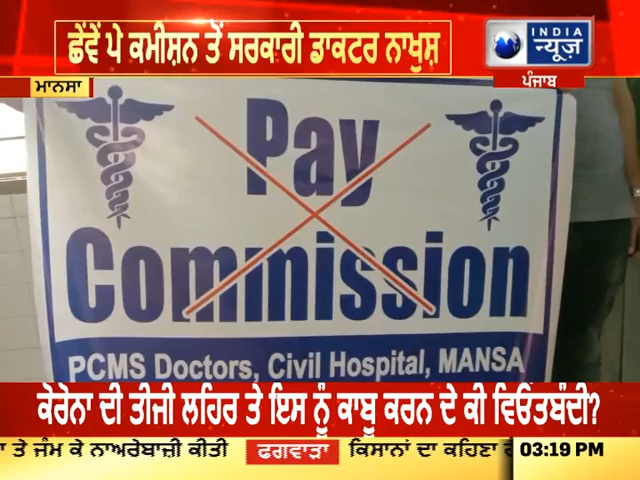 ਛੇਂਵੇਂ ਪੇ ਕਮੀਸ਼ਨ ਤੋਂ ਸਰਕਾਰੀ ਡਾਕਟਰ ਨਾਖੁਸ਼
INDIA
ਨਿਊਜ਼
ਪੰਜਾਬ
ਮਾਨਸਾ
Pay
Commission
PCMS Doctors, Civil Hospital, MANSA
ਕੋਰੋਨਾ ਦੀ ਤੀਜੀ ਲਹਿਰ ਤੇ ਇਸ ਨੂੰ ਕਾਬੂ ਕਰਨ ਦੇ ਕੀ ਵਿਓਂਤਬੰਦੀ?
ਤੇ ਜੰਮ ਕੇ ਨਾਅਰੇਬਾਜ਼ੀ ਕੀਤੀ ਫਗਵਾੜਾ ਕਿਸਾਨਾਂ ਦਾ ਕਹਿਣਾ 03:19 PM